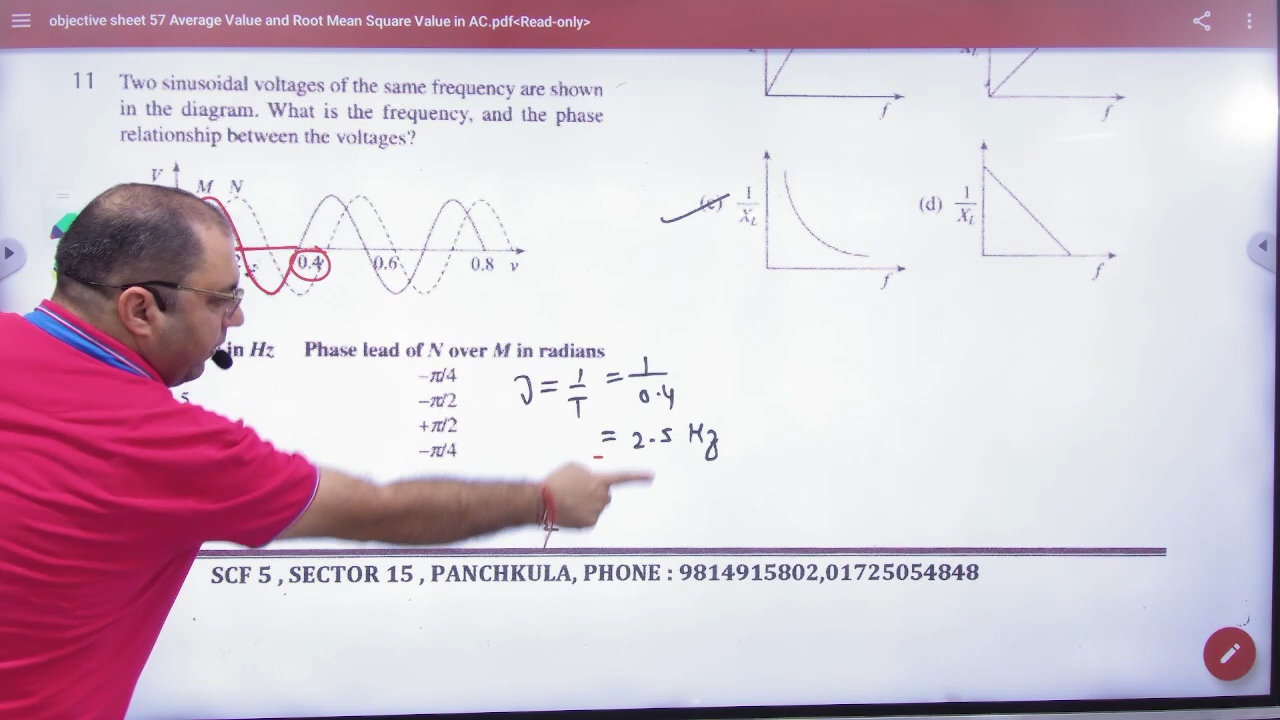 objective sheet 57 Average Value and Root Mean Square Value in AC.pdf<Read-only>
11 Two sinusoidal voltages of the same frequency are shown
in the diagram. What is the frequency, and the phase
relationship between the voltages?
V
M N
0.4
0.6
0.8 v
in Hz Phase lead of N over M in radians
5
−π/4
−π/2
+π/2
−π/4
ν = 1/T = 1/0.4
= 2.5 Hz
f
f
(c) 1/X_L
f
(d) 1/X_L
f
SCF 5 , SECTOR 15 , PANCHKULA, PHONE : 9814915802,01725054848